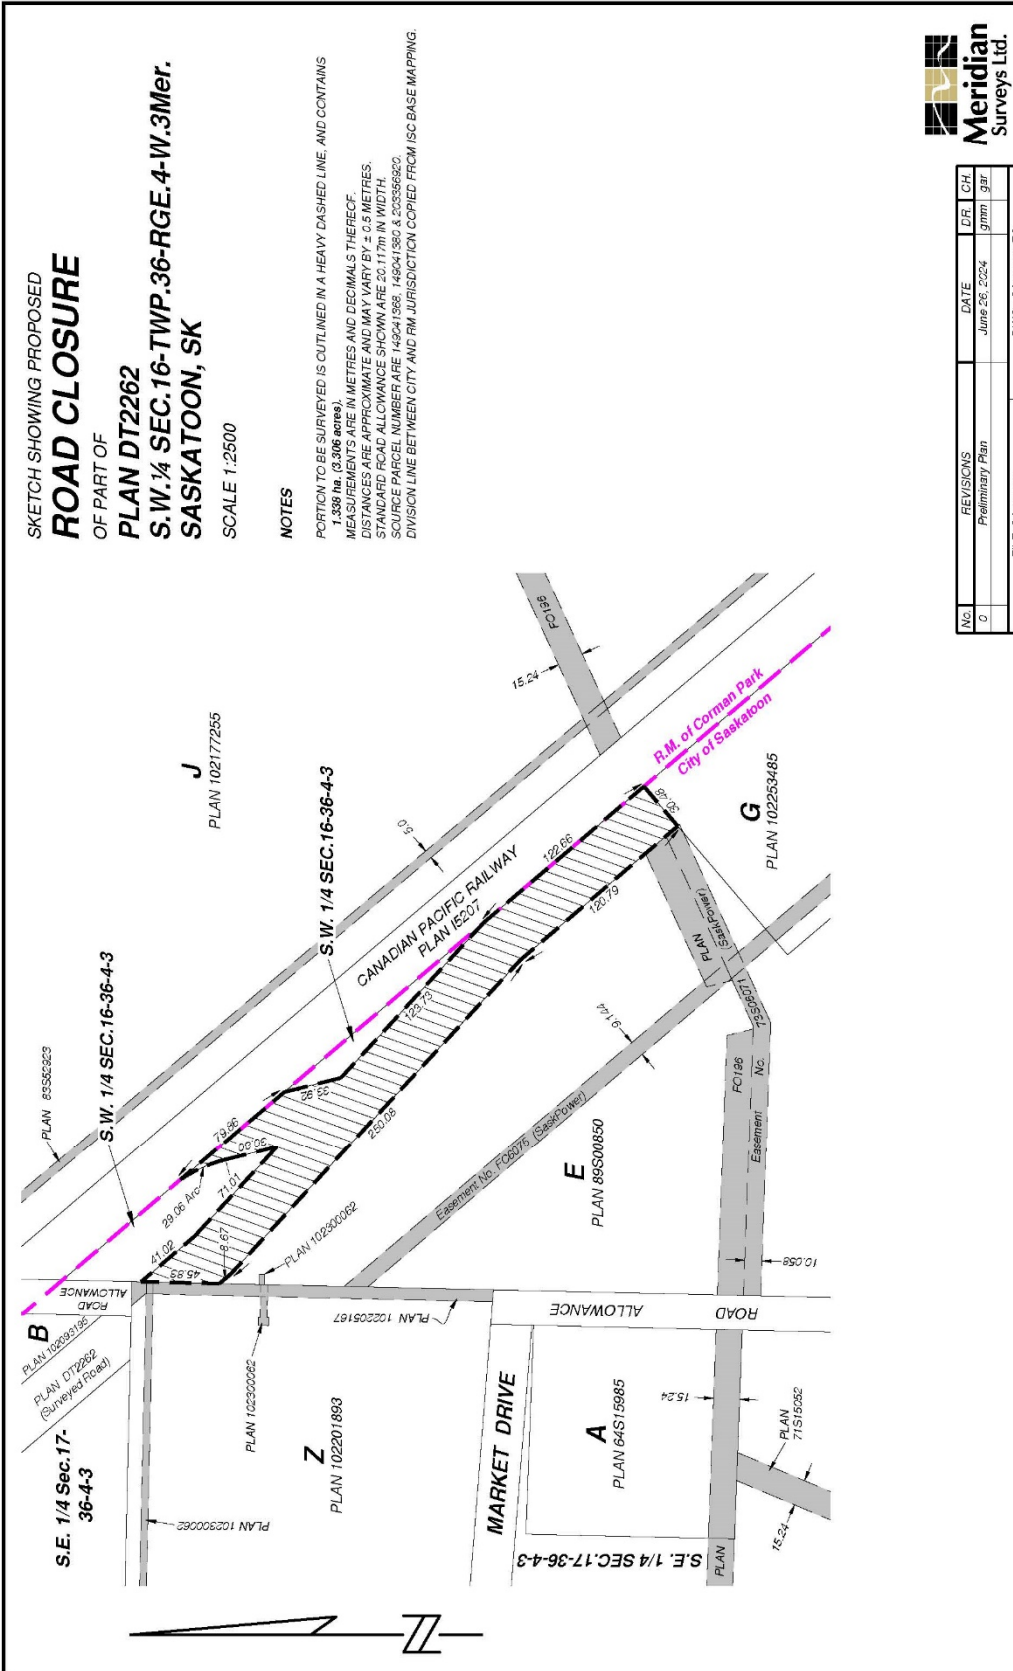 SKETCH SHOWING PROPOSED
ROAD CLOSURE
OF PART OF
PLAN DT2262
S.W.¼ SEC.16-TWP.36-RGE.4-W.3Mer.
SASKATOON, SK
SCALE 1:2500
NOTES
PORTION TO BE SURVEYED IS OUTLINED IN A HEAVY DASHED LINE, AND CONTAINS
1.338 ha. (3.306 acres).
MEASUREMENTS ARE IN METRES AND DECIMALS THEREOF.
DISTANCES ARE APPROXIMATE AND MAY VARY BY ± 0.5 METRES.
STANDARD ROAD ALLOWANCE SHOWN ARE 20.117m IN WIDTH.
SOURCE PARCEL NUMBER ARE 149041368, 149041380 & 203356920.
DIVISION LINE BETWEEN CITY AND RM JURISDICTION COPIED FROM ISC BASE MAPPING.
S.E. 1/4 Sec.17-
36-4-3
PLAN DT2262
(Surveyed Road)
B
PLAN 102093195
ROAD
ALLOWANCE
PLAN 83S52923
S.W. 1/4 SEC.16-36-4-3
J
PLAN 102177255
S.W. 1/4 SEC.16-36-4-3
5.0
CANADIAN PACIFIC RAILWAY
PLAN I5207
15.24
FO196
R.M. of Corman Park
City of Saskatoon
G
PLAN 102253485
41.02
45.83
8.67
29.06 Arc
71.01
30.60
79.86
33.92
123.73
122.66
30.48
120.79
250.08
PLAN 102300062
PLAN 102300062
PLAN 102300062
Z
PLAN 102201893
PLAN 102205167
Easement No. FC6075 (SaskPower)
9.144
E
PLAN 89S00850
PLAN
(SaskPower)
73S06071
FO196
Easement No.
10.058
MARKET DRIVE
ROAD ALLOWANCE
A
PLAN 64S15985
15.24
S.E. 1/4 SEC.17-36-4-3
PLAN
PLAN
71S15052
15.24
N
Meridian
Surveys Ltd.
No. REVISIONS DATE DR. CH.
0 Preliminary Plan June 26, 2024 gmm gar